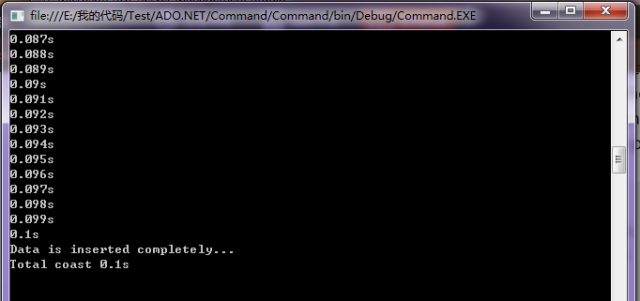 file:///E:/我的代码/Test/ADO.NET/Command/Command/bin/Debug/Command.EXE
0.087s
0.088s
0.089s
0.09s
0.091s
0.092s
0.093s
0.094s
0.095s
0.096s
0.097s
0.098s
0.099s
0.1s
Data is inserted completely...
Total coast 0.1s